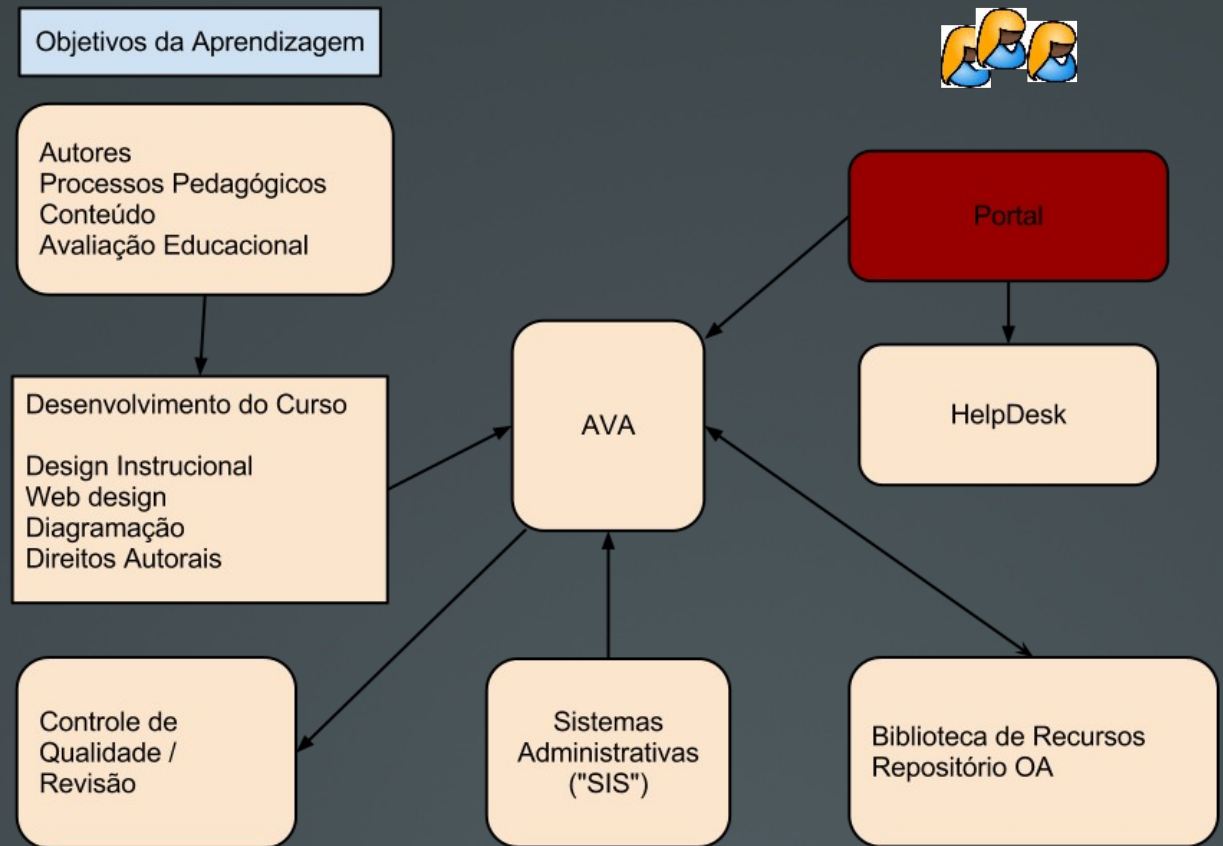 Objetivos da Aprendizagem
Autores
Processos Pedagógicos
Conteúdo
Avaliação Educacional
Portal
HelpDesk
AVA
Desenvolvimento do Curso
Design Instrucional
Web design
Diagramação
Direitos Autorais
Controle de
Qualidade /
Revisão
Sistemas
Administrativas
("SIS")
Biblioteca de Recursos
Repositório OA